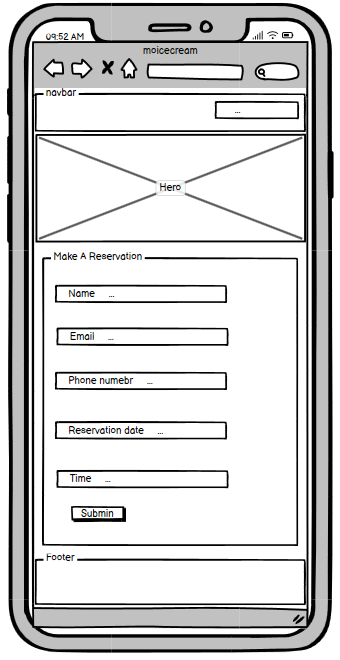 09:52 AM
moicecream
navbar
...
Hero
Make A Reservation
Name ...
Email ...
Phone numebr ...
Reservation date ...
Time ...
Submin
Footer